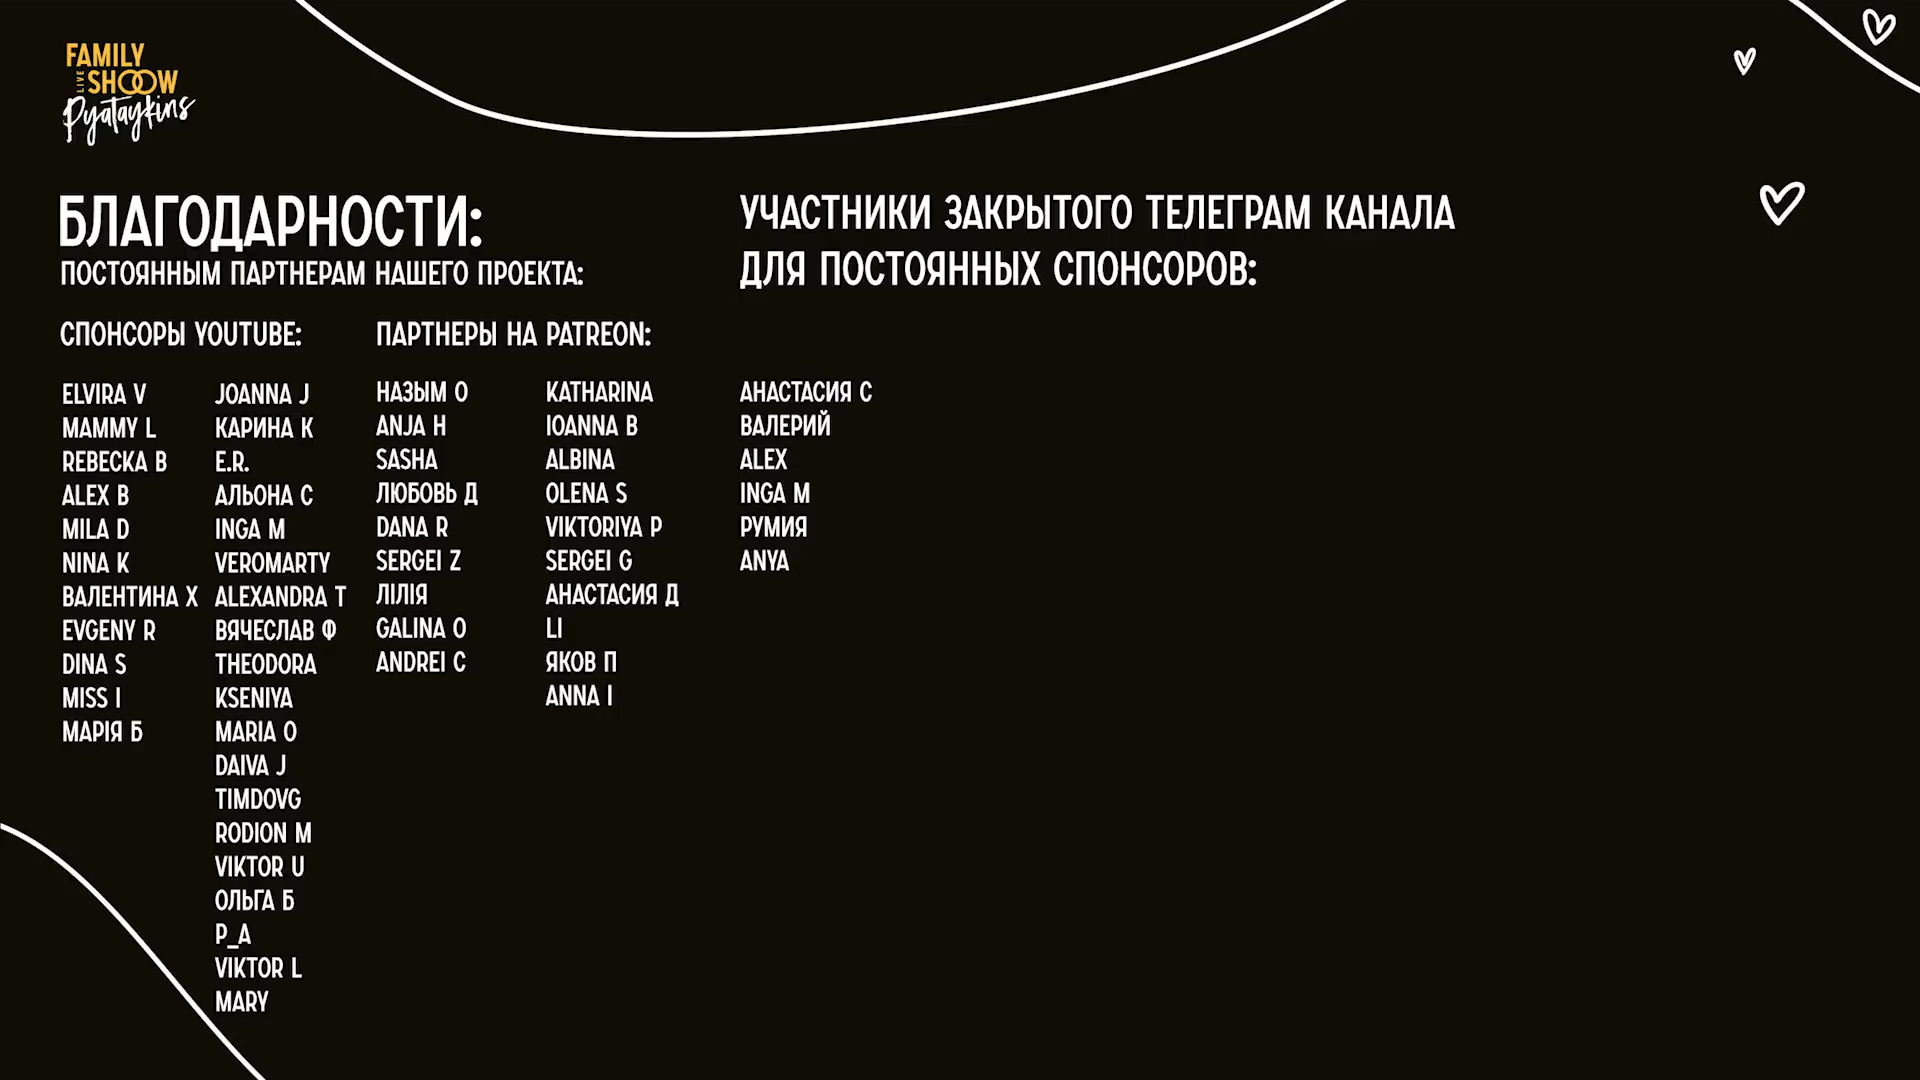 FAMILY
LIVE
SHOOW
Pyataykins
БЛАГОДАРНОСТИ:
ПОСТОЯННЫМ ПАРТНЕРАМ НАШЕГО ПРОЕКТА:
СПОНСОРЫ YOUTUBE:
ELVIRA V
MAMMY L
REBECKA B
ALEX B
MILA D
NINA K
ВАЛЕНТИНА Х
EVGENY R
DINA S
MISS I
МАРІЯ Б
JOANNA J
КАРИНА К
E.R.
АЛЬОНА С
INGA M
VEROMARTY
ALEXANDRA T
ВЯЧЕСЛАВ Ф
THEODORA
KSENIYA
MARIA O
DAIVA J
TIMDOVG
RODION M
VIKTOR U
ОЛЬГА Б
P_A
VIKTOR L
MARY
ПАРТНЕРЫ НА PATREON:
НАЗЫМ О
ANJA H
SASHA
ЛЮБОВЬ Д
DANA R
SERGEI Z
ЛІЛІЯ
GALINA O
ANDREI C
KATHARINA
IOANNA B
ALBINA
OLENA S
VIKTORIYA P
SERGEI G
АНАСТАСИЯ Д
LI
ЯКОВ П
ANNA I
УЧАСТНИКИ ЗАКРЫТОГО ТЕЛЕГРАМ КАНАЛА
ДЛЯ ПОСТОЯННЫХ СПОНСОРОВ:
АНАСТАСИЯ С
ВАЛЕРИЙ
ALEX
INGA M
РУМИЯ
ANYA